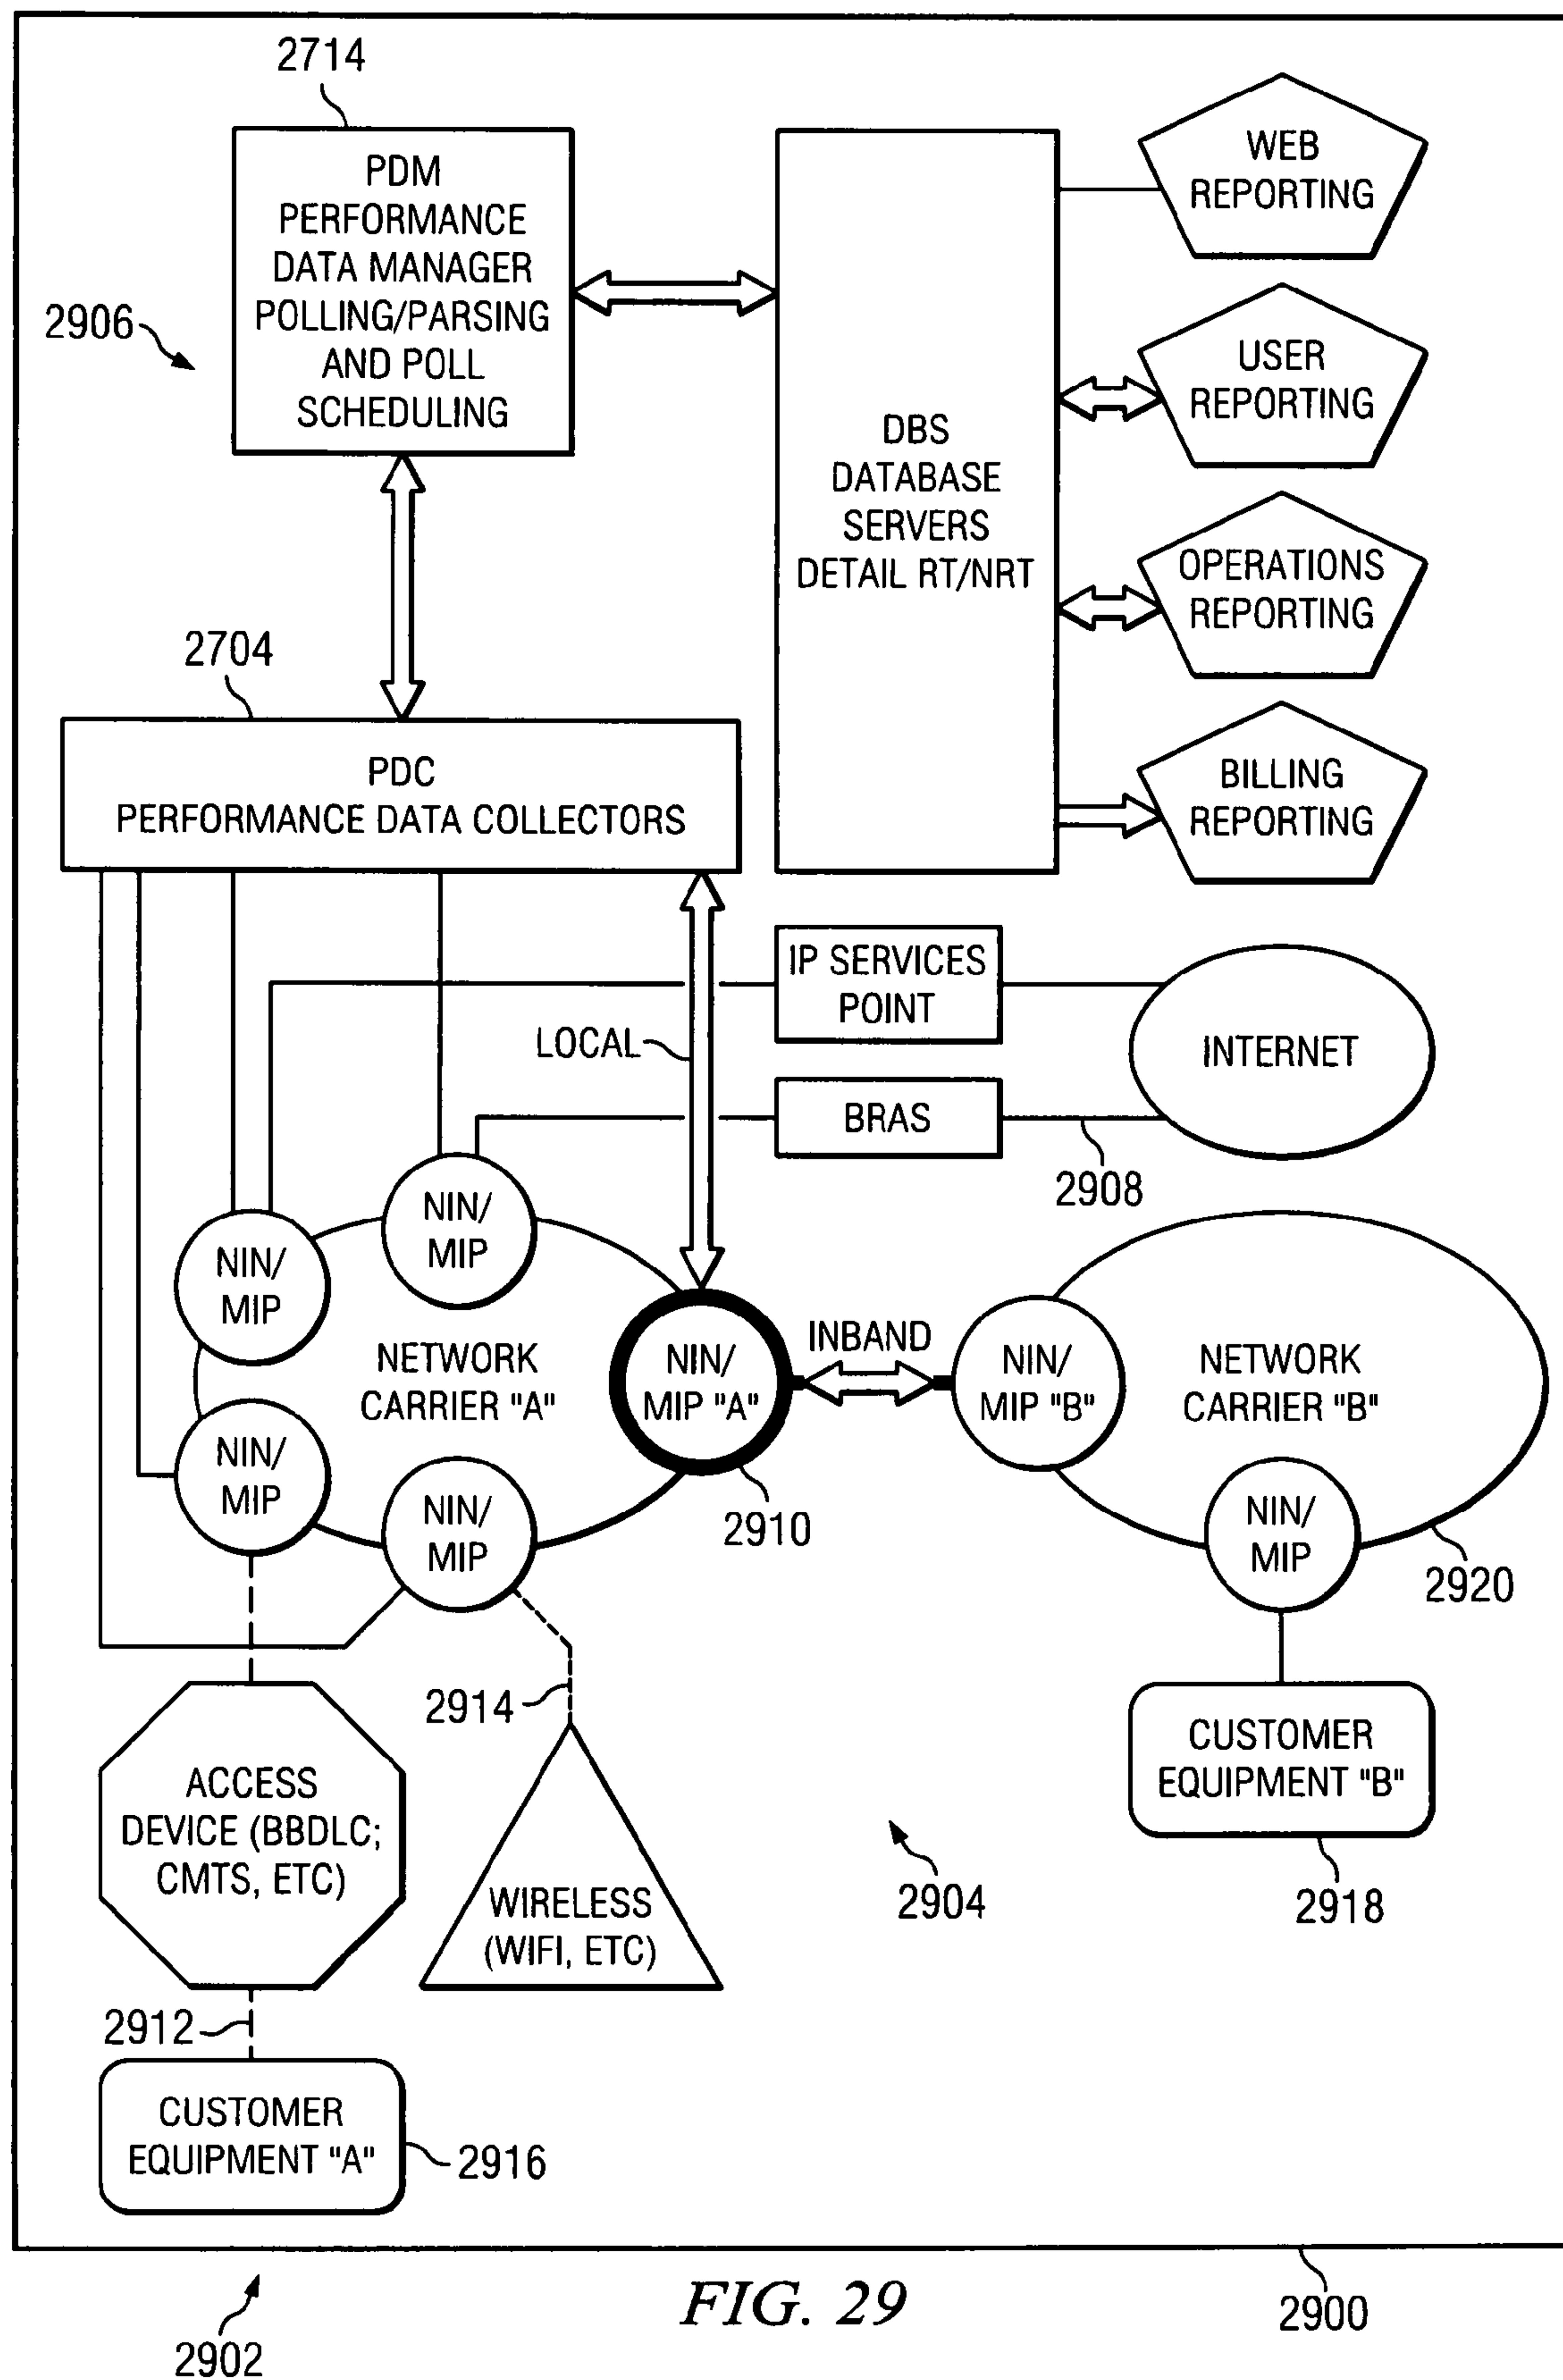 2714
PDM
PERFORMANCE
DATA MANAGER
POLLING/PARSING
AND POLL
SCHEDULING
2906
DBS
DATABASE
SERVERS
DETAIL RT/NRT
WEB
REPORTING
USER
REPORTING
OPERATIONS
REPORTING
BILLING
REPORTING
2704
PDC
PERFORMANCE DATA COLLECTORS
IP SERVICES
POINT
LOCAL
INTERNET
BRAS
2908
NIN/
MIP
NIN/
MIP
NETWORK
CARRIER "A"
NIN/
MIP "A"
INBAND
NIN/
MIP "B"
NETWORK
CARRIER "B"
NIN/
MIP
NIN/
MIP
2910
NIN/
MIP
2920
2914
ACCESS
DEVICE (BBDLC;
CMTS, ETC)
WIRELESS
(WIFI, ETC)
2904
CUSTOMER
EQUIPMENT "B"
2918
2912
CUSTOMER
EQUIPMENT "A"
2916
2902
FIG. 29
2900